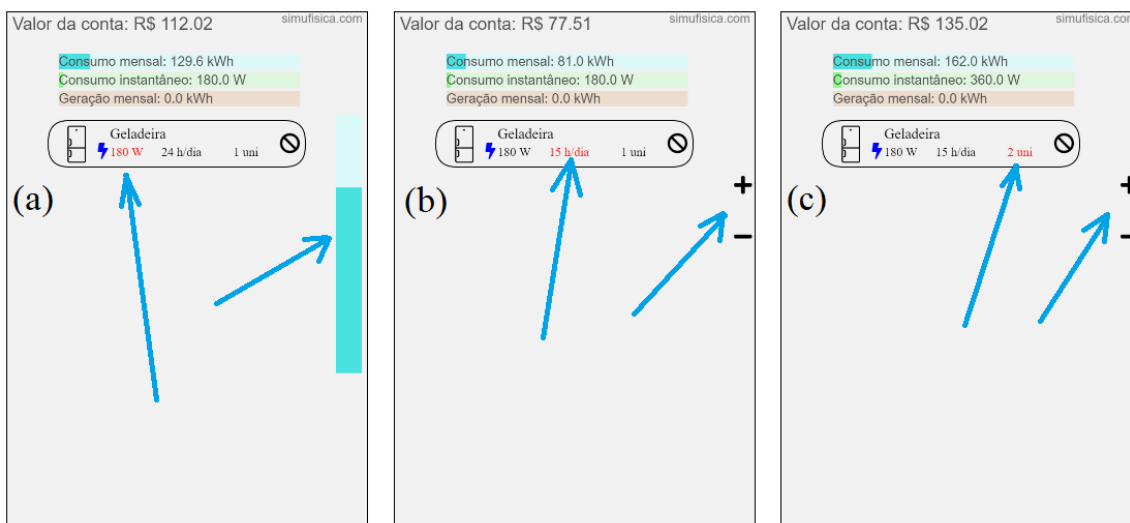 Valor da conta: R$ 112.02
simufisica.com
Consumo mensal: 129.6 kWh
Consumo instantâneo: 180.0 W
Geração mensal: 0.0 kWh
Geladeira
180 W 24 h/dia 1 uni
(a)
Valor da conta: R$ 77.51
simufisica.com
Consumo mensal: 81.0 kWh
Consumo instantâneo: 180.0 W
Geração mensal: 0.0 kWh
Geladeira
180 W 15 h/dia 1 uni
(b)
+
−
Valor da conta: R$ 135.02
simufisica.com
Consumo mensal: 162.0 kWh
Consumo instantâneo: 360.0 W
Geração mensal: 0.0 kWh
Geladeira
180 W 15 h/dia 2 uni
(c)
+
−